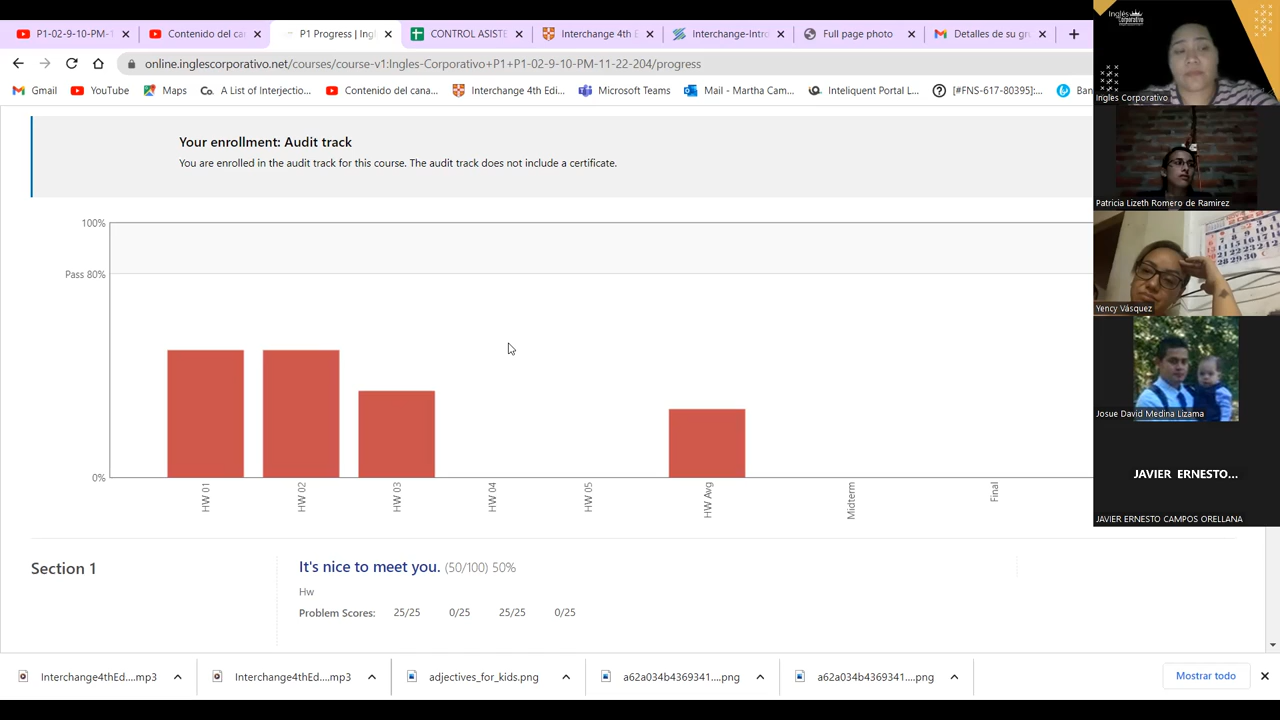 P1-02-9-10-PM-1
Contenido del ca
P1 Progress | Ing
CONTROL ASISTE
Interchange 4th E
Interchange-Intro
Full page photo
Detalles de su gr
online.inglescorporativo.net/courses/course-v1:Ingles-Corporativo+P1+P1-02-9-10-PM-11-22-204/progress
Gmail
YouTube
Maps
A List of Interjectio...
Contenido del cana...
Interchange 4th Edi...
Microsoft Teams
Mail - Martha Cam...
Inteliquent Portal L...
[#FNS-617-80395]:...
Ban
Your enrollment: Audit track
You are enrolled in the audit track for this course. The audit track does not include a certificate.
100%
Pass 80%
0%
HW 01
HW 02
HW 03
HW 04
HW 05
HW Avg
Midterm
Final
Section 1
It's nice to meet you. (50/100) 50%
Hw
Problem Scores: 25/25 0/25 25/25 0/25
Interchange4thEd....mp3
Interchange4thEd....mp3
adjectives_for_kids.png
a62a034b4369341....png
a62a034b4369341....png
Mostrar todo
Inglés Corporativo
Ingles Corporativo
Patricia Lizeth Romero de Ramirez
Yency Vásquez
Josue David Medina Lizama
JAVIER ERNESTO...
JAVIER ERNESTO CAMPOS ORELLANA